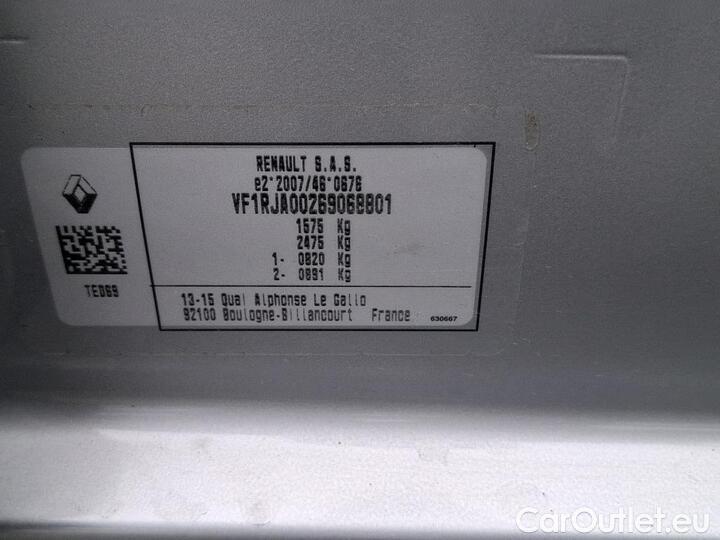 RENAULT S.A.S.
e2*2007/46*0676
VF1RJA00269068801
1575 Kg
2475 Kg
1- 0820 Kg
2- 0891 Kg
TED69
13-15 Quai Alphonse Le Gallo
92100 Boulogne-Billancourt France
630667
CarOutlet.eu